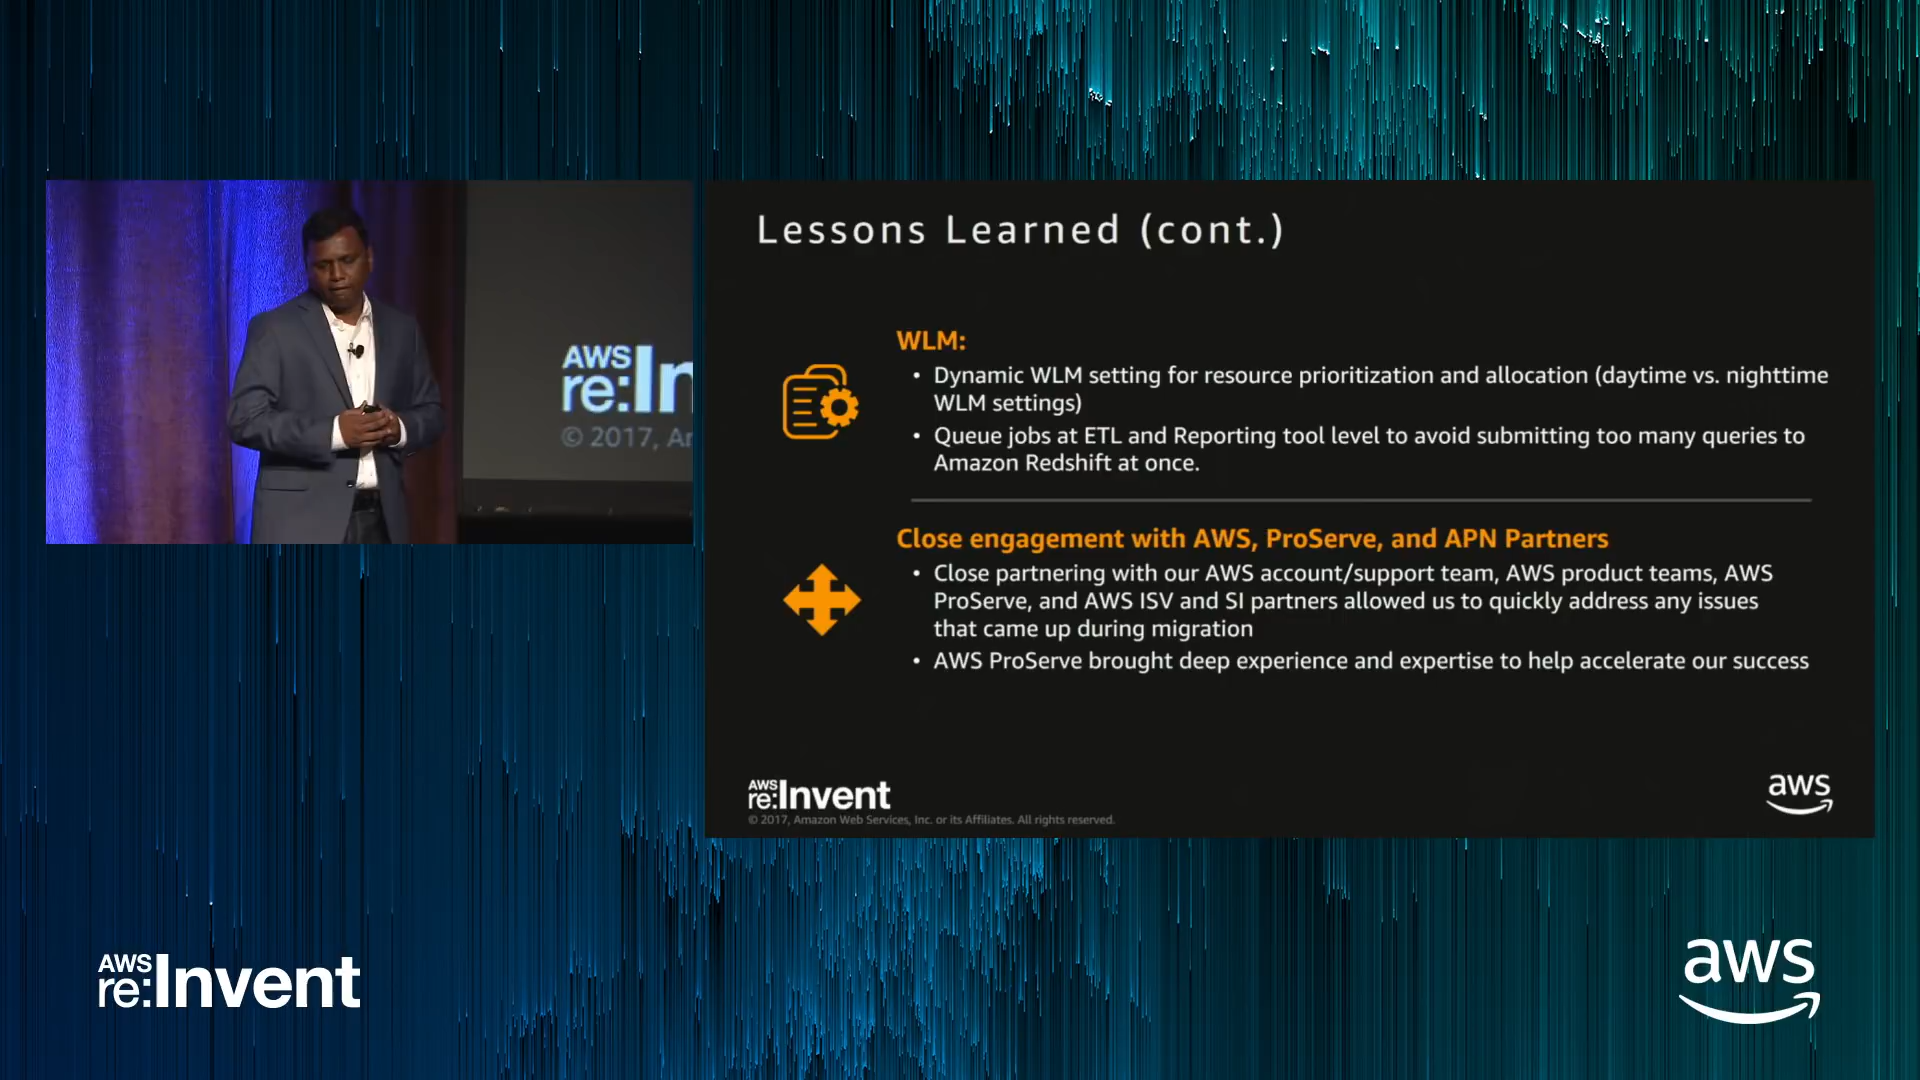 Lessons Learned (cont.)
WLM:
• Dynamic WLM setting for resource prioritization and allocation (daytime vs. nighttime
WLM settings)
• Queue jobs at ETL and Reporting tool level to avoid submitting too many queries to
Amazon Redshift at once.
Close engagement with AWS, ProServe, and APN Partners
• Close partnering with our AWS account/support team, AWS product teams, AWS
ProServe, and AWS ISV and SI partners allowed us to quickly address any issues
that came up during migration
• AWS ProServe brought deep experience and expertise to help accelerate our success
AWS
re:Invent
© 2017, Amazon Web Services, Inc. or its Affiliates. All rights reserved.
aws
AWS
re:In
© 2017, Am
AWS
re:Invent
aws